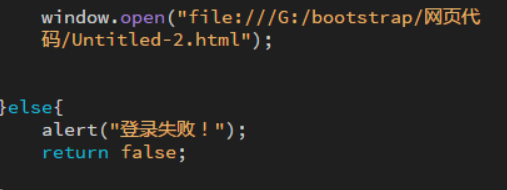 window.open("file:///G:/bootstrap/网页代
码/Untitled-2.html");
}else{
alert("登录失败！");
return false;